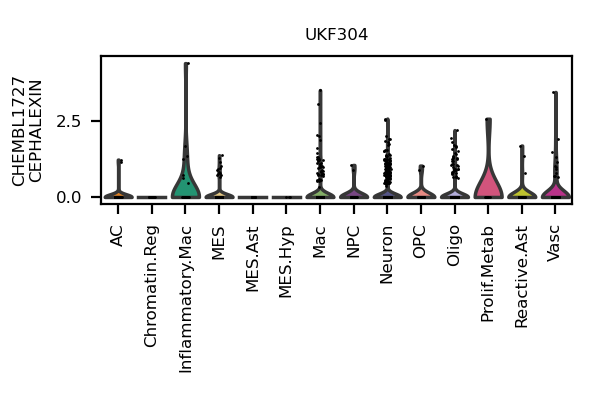 UKF304
CHEMBL1727
CEPHALEXIN
2.5
0.0
AC
Chromatin.Reg
Inflammatory.Mac
MES
MES.Ast
MES.Hyp
Mac
NPC
Neuron
OPC
Oligo
Prolif.Metab
Reactive.Ast
Vasc